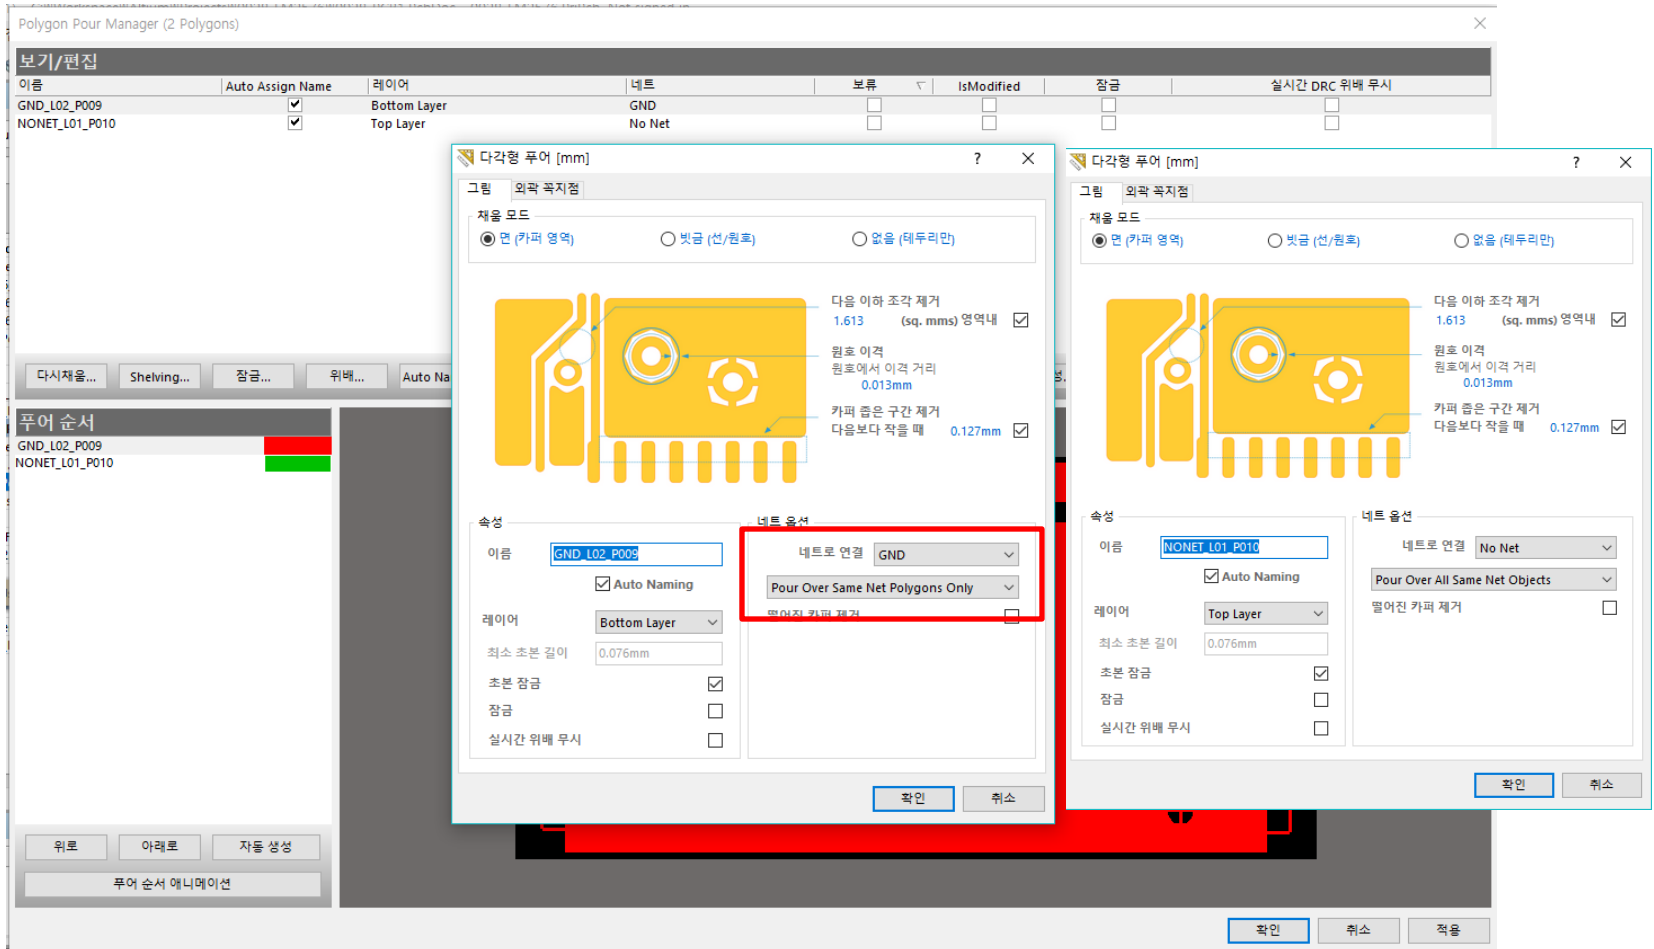 Polygon Pour Manager (2 Polygons)
보기/편집
이름 Auto Assign Name 레이어 네트 보류 IsModified 잠금 실시간 DRC 위배 무시
GND_L02_P009 Bottom Layer GND
NONET_L01_P010 Top Layer No Net
다시채움... Shelving... 잠금... 위배... Auto Na
푸어 순서
GND_L02_P009
NONET_L01_P010
위로 아래로 자동 생성
푸어 순서 애니메이션
다각형 푸어 [mm]
그림 외곽 꼭지점
채움 모드
면 (카퍼 영역) 빗금 (선/원호) 없음 (테두리만)
다음 이하 조각 제거
1.613 (sq. mms) 영역내
원호 이격
원호에서 이격 거리
0.013mm
카퍼 좁은 구간 제거
다음보다 작을 때 0.127mm
속성
이름 GND_L02_P009
Auto Naming
레이어 Bottom Layer
최소 초본 길이 0.076mm
초본 잠금
잠금
실시간 위배 무시
네트 옵션
네트로 연결 GND
Pour Over Same Net Polygons Only
떨어진 카퍼 제거
확인 취소
다각형 푸어 [mm]
그림 외곽 꼭지점
채움 모드
면 (카퍼 영역) 빗금 (선/원호) 없음 (테두리만)
다음 이하 조각 제거
1.613 (sq. mms) 영역내
원호 이격
원호에서 이격 거리
0.013mm
카퍼 좁은 구간 제거
다음보다 작을 때 0.127mm
속성
이름 NONET_L01_P010
Auto Naming
레이어 Top Layer
최소 초본 길이 0.076mm
초본 잠금
잠금
실시간 위배 무시
네트 옵션
네트로 연결 No Net
Pour Over All Same Net Objects
떨어진 카퍼 제거
확인 취소
확인 취소 적용